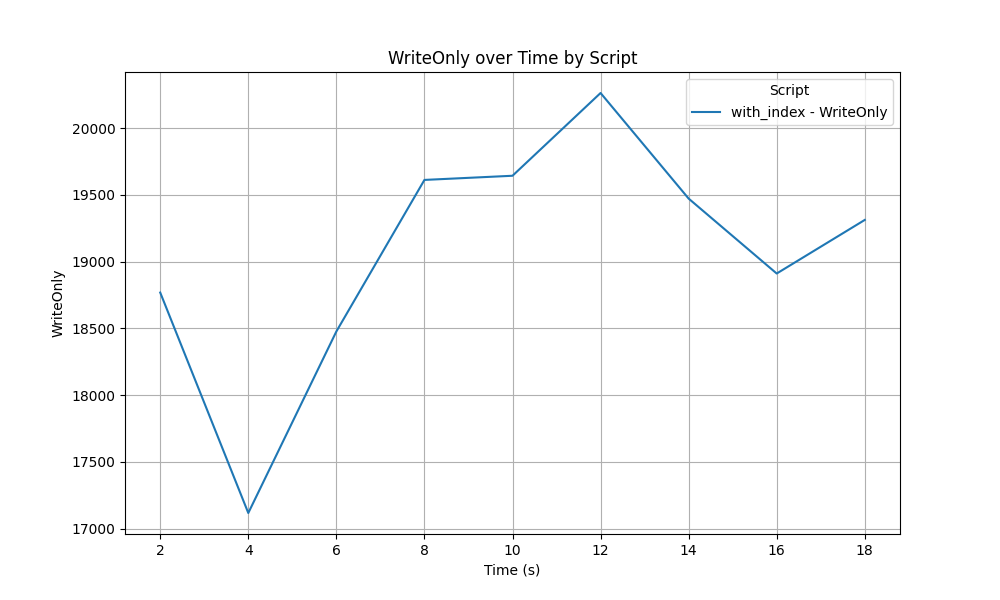 WriteOnly over Time by Script
Script
with_index - WriteOnly
WriteOnly
20000
19500
19000
18500
18000
17500
17000
2 4 6 8 10 12 14 16 18
Time (s)